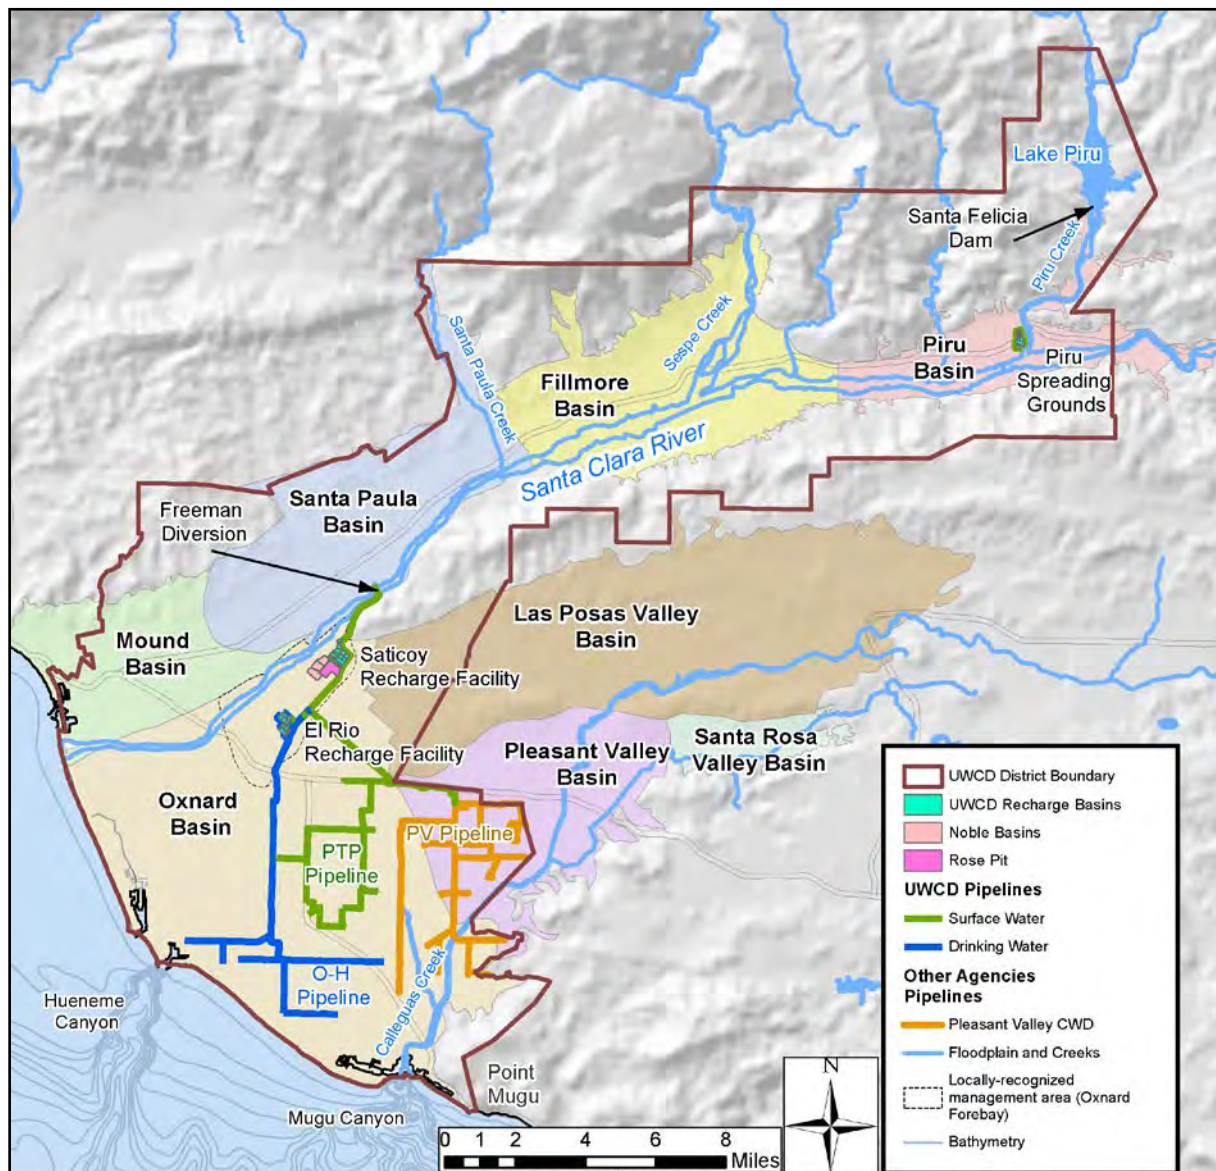 Lake Piru
Santa Felicia
Dam
Piru Creek
Sespe Creek
Santa Paula Creek
Fillmore
Basin
Piru
Basin
Piru
Spreading
Grounds
Santa Clara River
Santa Paula
Basin
Freeman
Diversion
Las Posas Valley
Basin
Mound
Basin
Saticoy
Recharge Facility
El Rio
Recharge Facility
Pleasant Valley
Basin
Santa Rosa
Valley Basin
Oxnard
Basin
PV Pipeline
PTP
Pipeline
O-H
Pipeline
Calleguas Creek
Hueneme
Canyon
Mugu Canyon
Point
Mugu
UWCD District Boundary
UWCD Recharge Basins
Noble Basins
Rose Pit
UWCD Pipelines
Surface Water
Drinking Water
Other Agencies
Pipelines
Pleasant Valley CWD
Floodplain and Creeks
Locally-recognized
management area (Oxnard
Forebay)
Bathymetry
N
0 1 2 4 6 8
Miles